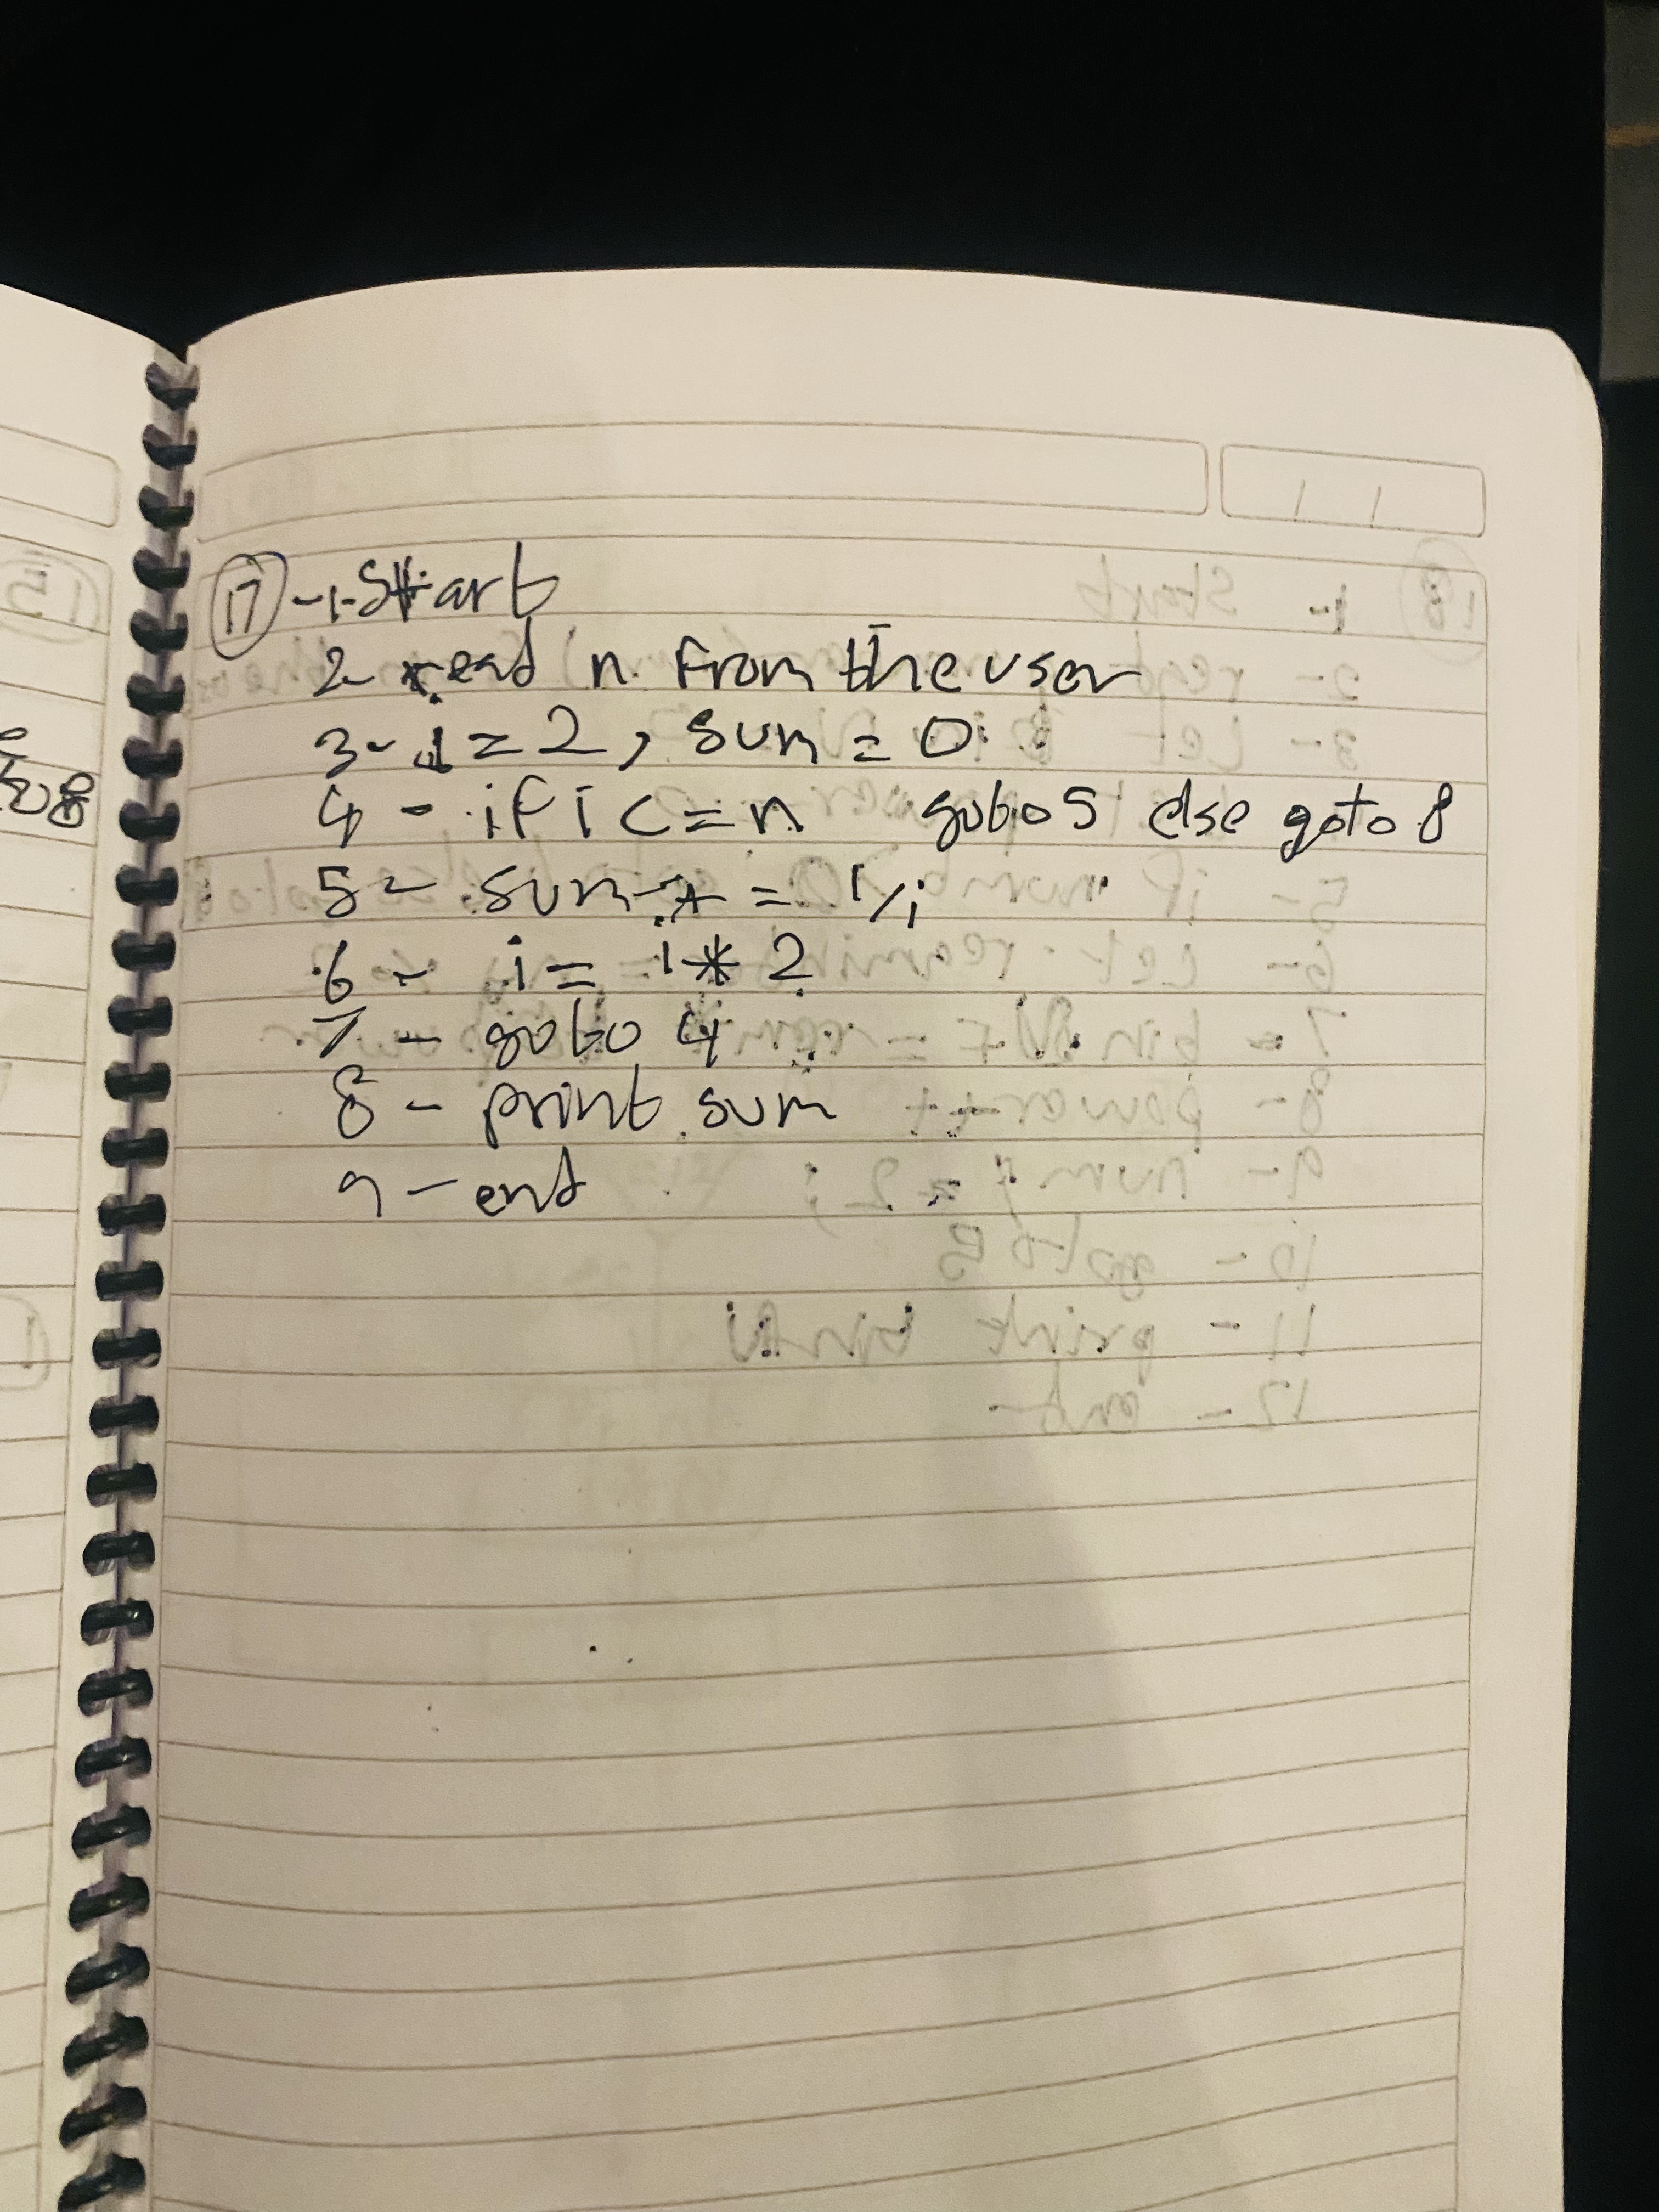 17 -1- Start
2- read n from the user
3- i = 2 , sum = 0
4 - if i <= n goto 5 else goto 8
5- sum + = 1/i
6 - i = i * 2
7 - goto 4
8 - print sum
9 - end